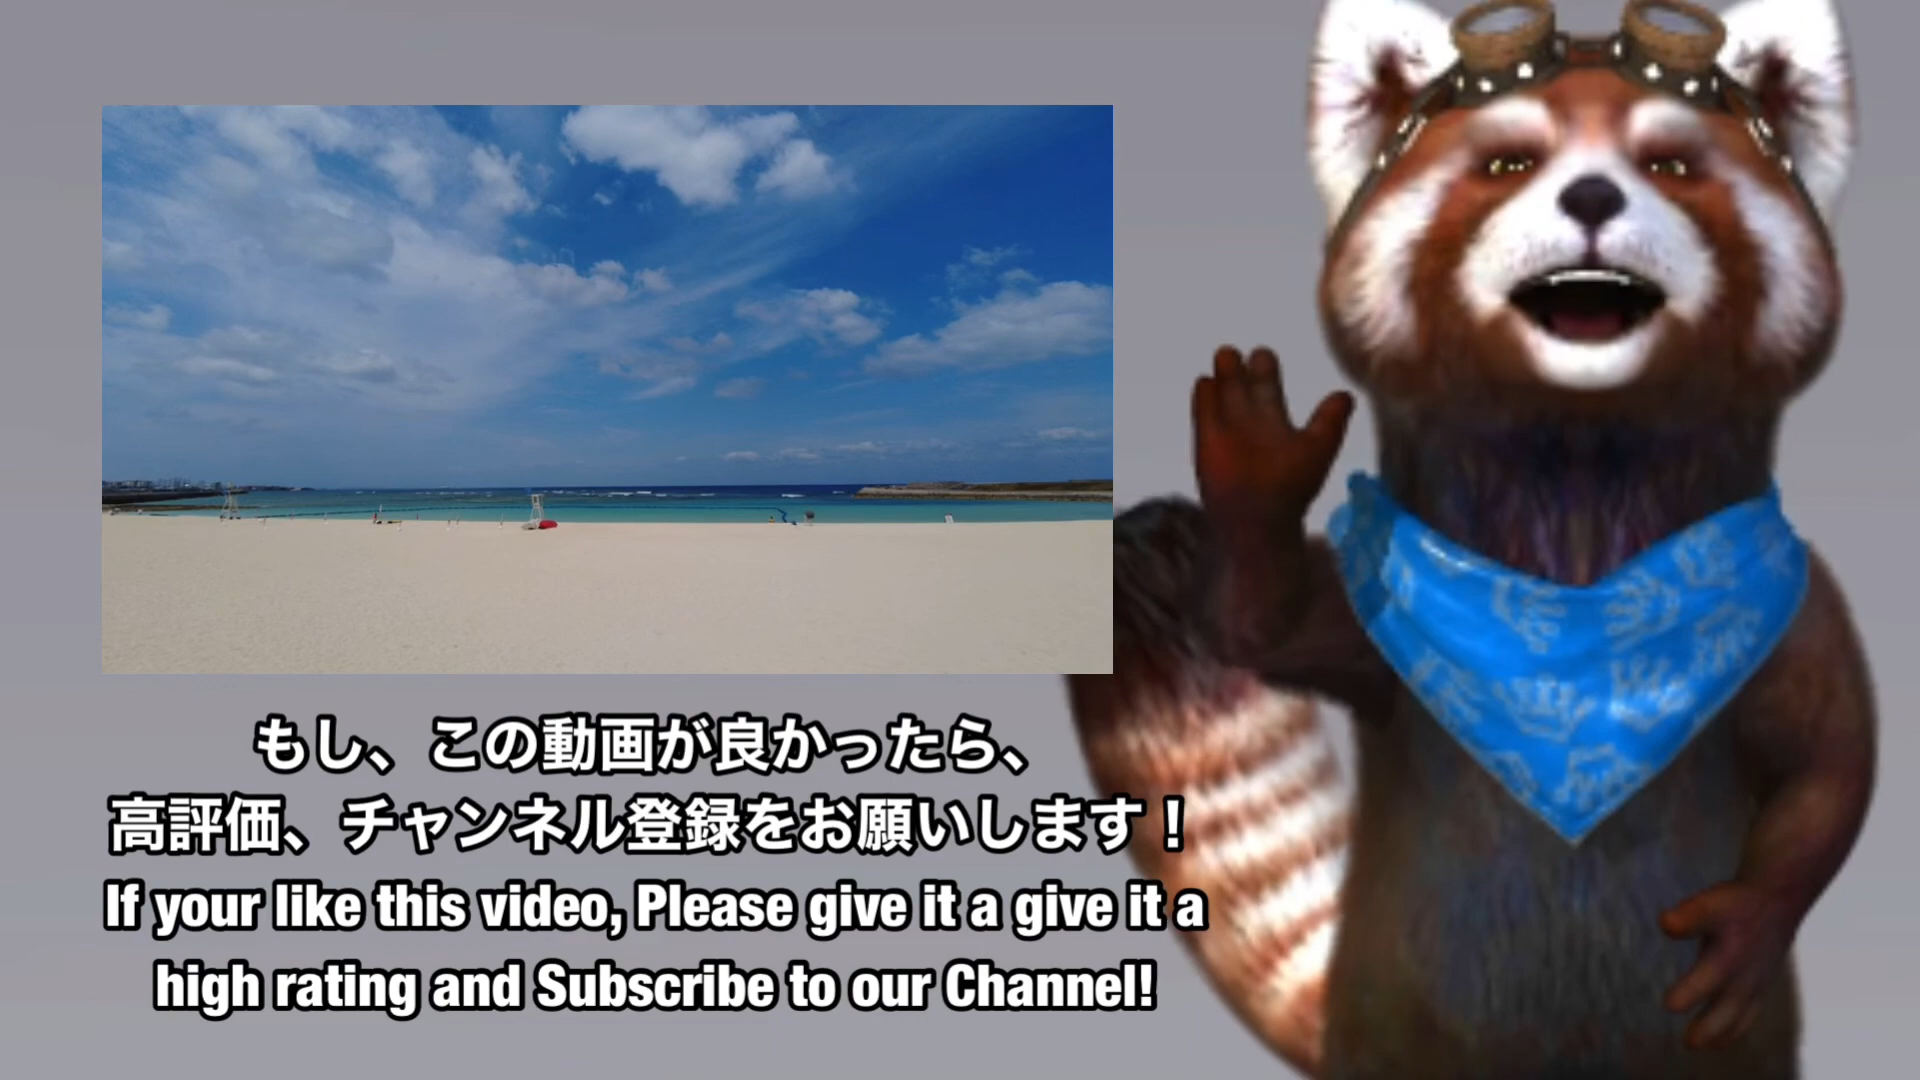 もし、この動画が良かったら、
高評価、チャンネル登録をお願いします！
If your like this video, Please give it a give it a
high rating and Subscribe to our Channel!